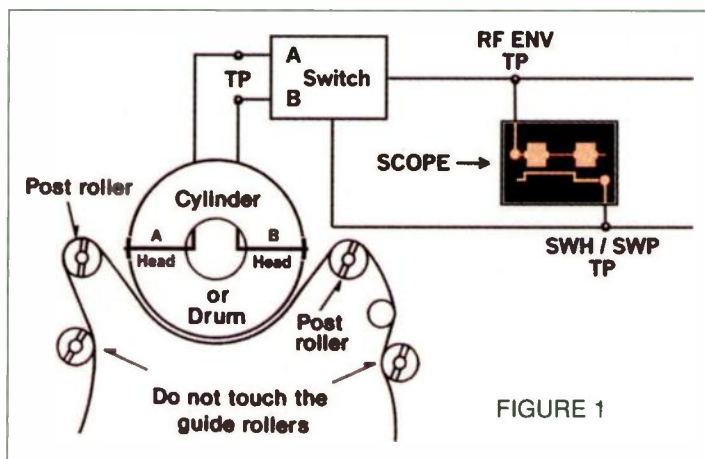 RF ENV
TP
A
TP
Switch
B
SCOPE
Post roller
Cylinder
A
B
Head
Head
SWH / SWP
TP
or
Drum
Post
roller
Do not touch the
guide rollers
FIGURE 1